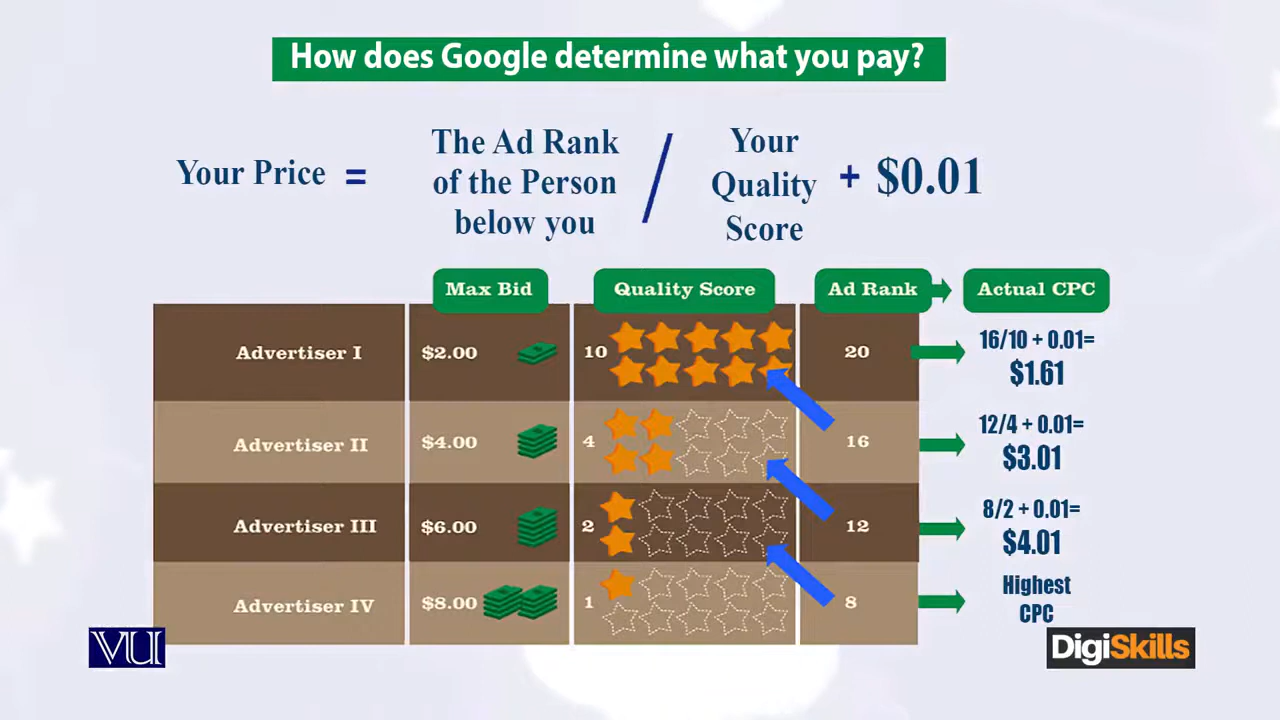 How does Google determine what you pay?
Your Price = The Ad Rank of the Person below you / Your Quality Score + $0.01
Max Bid Quality Score Ad Rank Actual CPC
Advertiser I $2.00 10 20 16/10 + 0.01= $1.61
Advertiser II $4.00 4 16 12/4 + 0.01= $3.01
Advertiser III $6.00 2 12 8/2 + 0.01= $4.01
Advertiser IV $8.00 1 8 Highest CPC
VU
DigiSkills